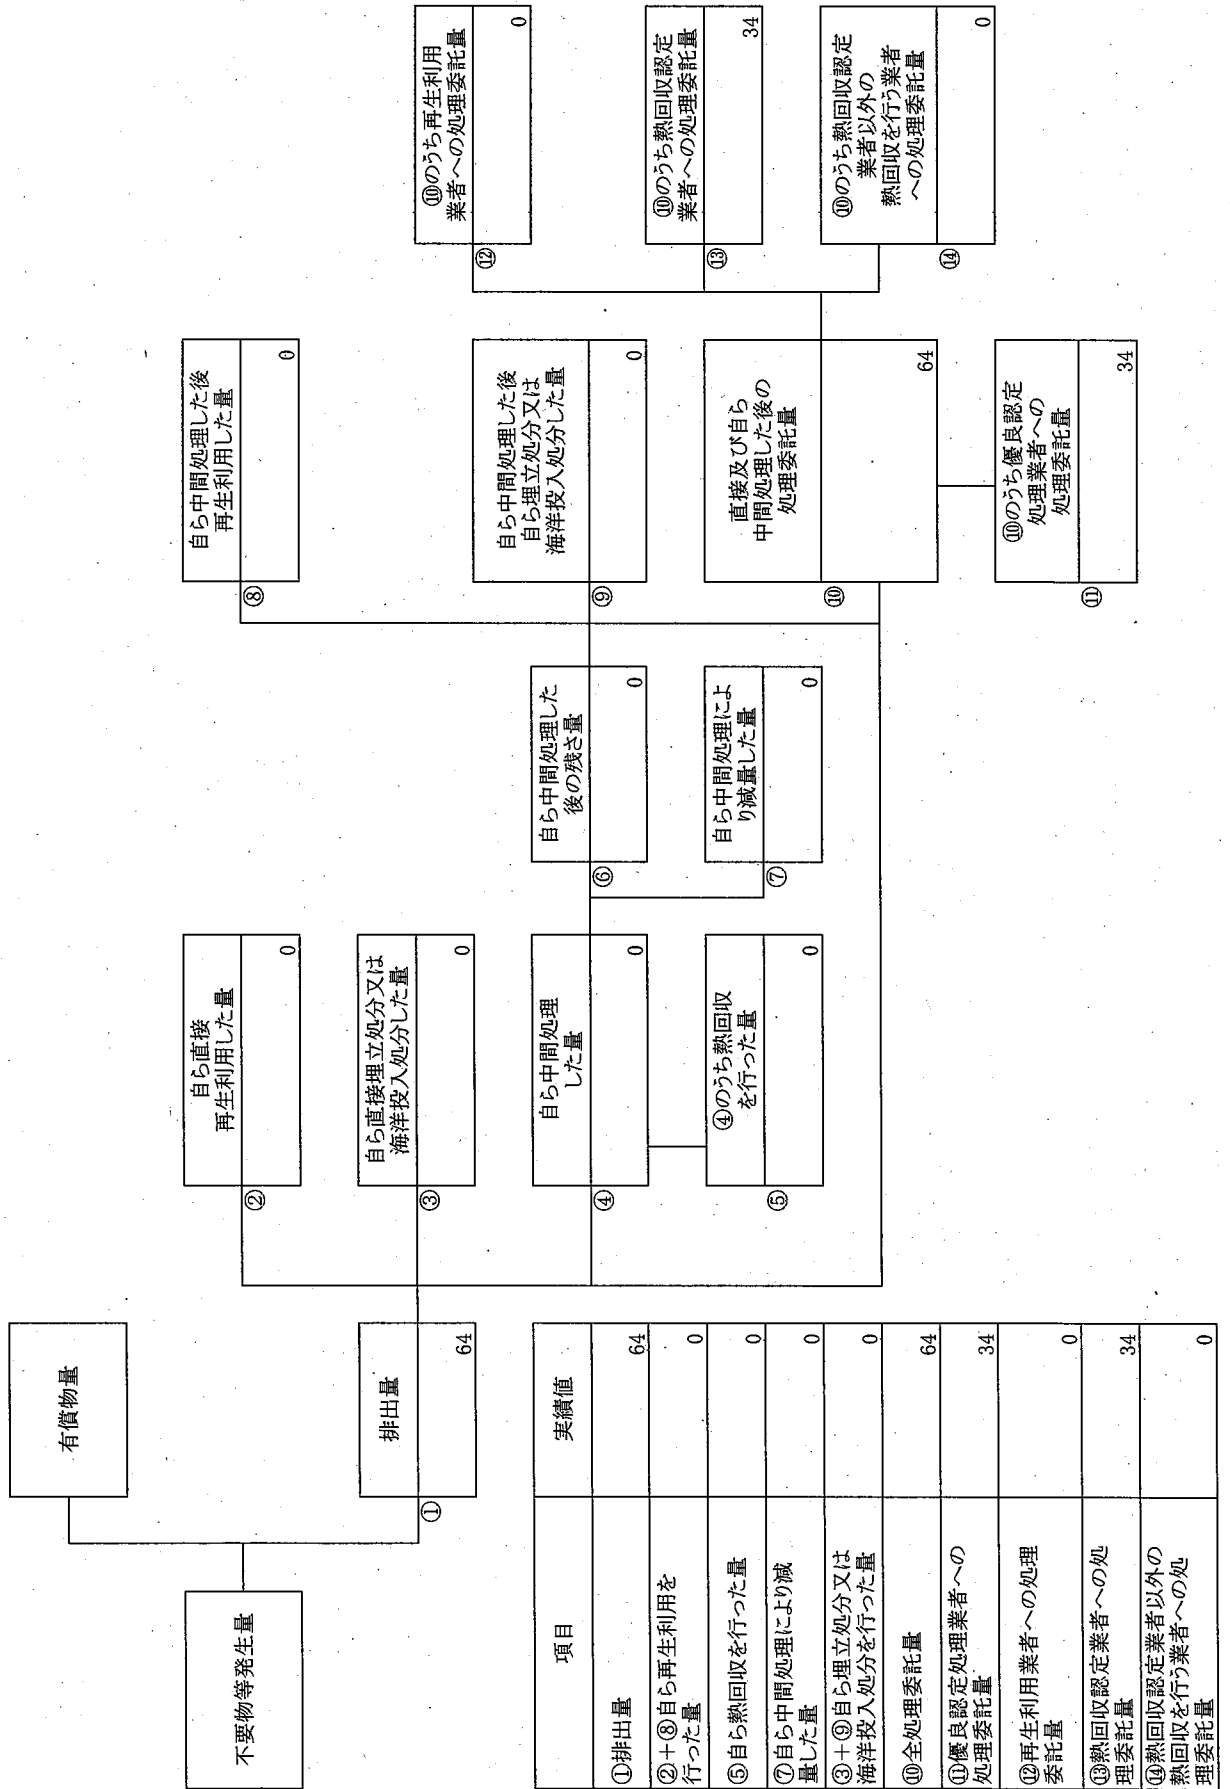 不要物等発生量
有償物量
①
排出量
64
②
自ら直接
再生利用した量
0
③
自ら直接埋立処分又は
海洋投入処分した量
0
④
自ら中間処理
した量
0
⑤
④のうち熱回収
を行った量
0
⑥
自ら中間処理した
後の残さ量
0
⑦
自ら中間処理によ
り減量した量
0
⑧
自ら中間処理した後
再生利用した量
0
⑨
自ら中間処理した後
自ら埋立処分又は
海洋投入処分した量
0
⑩
直接及び自ら
中間処理した後の
処理委託量
64
⑪
⑩のうち優良認定
処理業者への
処理委託量
34
⑫
⑩のうち再生利用
業者への処理委託量
0
⑬
⑩のうち熱回収認定
業者への処理委託量
34
⑭
⑩のうち熱回収認定
業者以外の
熱回収を行う業者
への処理委託量
0
項目
実績値
①排出量
64
②+⑧自ら再生利用を
行った量
0
⑤自ら熱回収を行った量
0
⑦自ら中間処理により減
量した量
0
③+⑨自ら埋立処分又は
海洋投入処分を行った量
0
⑩全処理委託量
64
⑪優良認定処理業者への
処理委託量
34
⑫再生利用業者への処理
委託量
0
⑬熱回収認定業者への処
理委託量
34
⑭熱回収認定業者以外の
熱回収を行う業者への処
理委託量
0